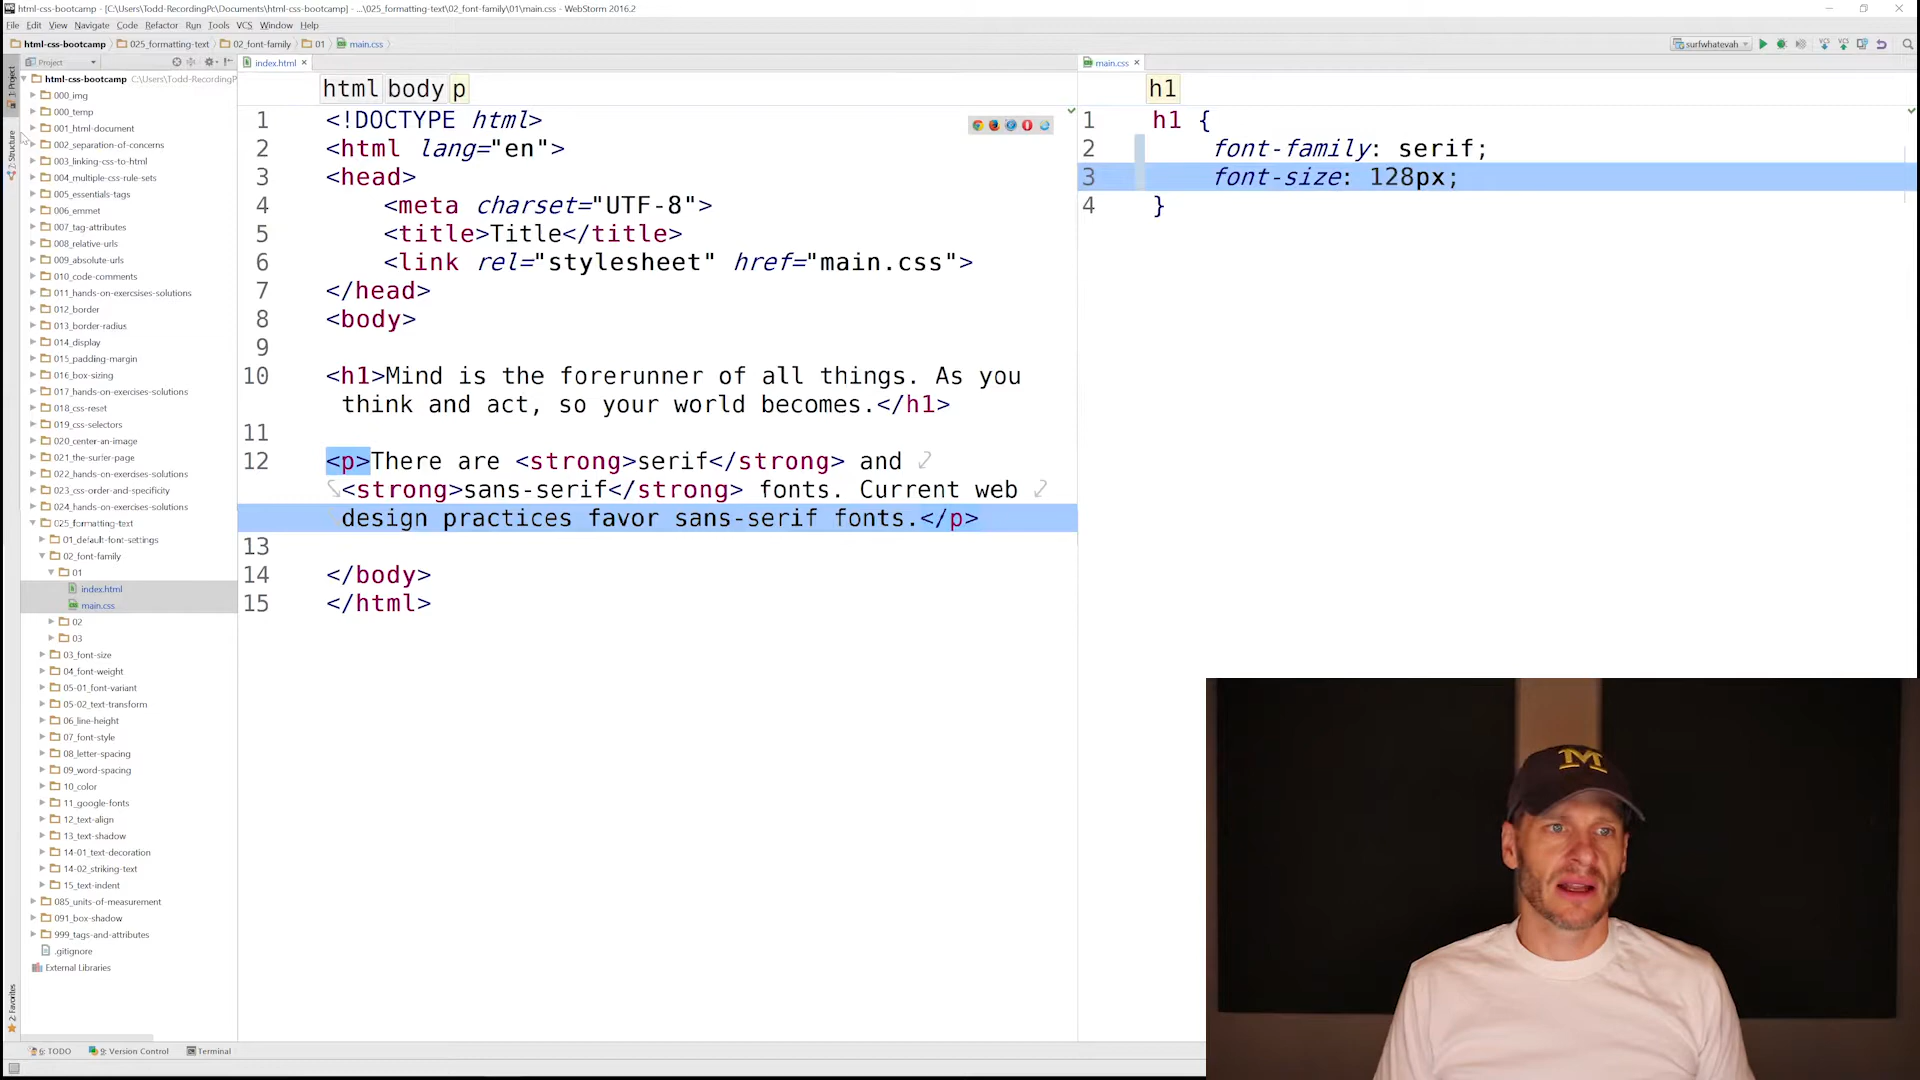 html-css-bootcamp - [C:\Users\Todd-RecordingPc\Documents\html-css-bootcamp] - ...\025_formatting-text\02_font-family\01\main.css - WebStorm 2016.2
File Edit View Navigate Code Refactor Run Tools VCS Window Help
html-css-bootcamp 025_formatting-text 02_font-family 01 main.css
surfwhatevah
Project
index.html
main.css
1: Project
Z: Structure
2: Favorites
html-css-bootcamp C:\Users\Todd-RecordingP
000_img
000_temp
001_html-document
002_separation-of-concerns
003_linking-css-to-html
004_multiple-css-rule-sets
005_essentials-tags
006_emmet
007_tag-attributes
008_relative-urls
009_absolute-urls
010_code-comments
011_hands-on-exercsises-solutions
012_border
013_border-radius
014_display
015_padding-margin
016_box-sizing
017_hands-on-exercises-solutions
018_css-reset
019_css-selectors
020_center-an-image
021_the-surfer-page
022_hands-on-exercises-solutions
023_css-order-and-specificity
024_hands-on-exercises-solutions
025_formatting-text
01_default-font-settings
02_font-family
01
index.html
main.css
02
03
03_font-size
04_font-weight
05-01_font-variant
05-02_text-transform
06_line-height
07_font-style
08_letter-spacing
09_word-spacing
10_color
11_google-fonts
12_text-align
13_text-shadow
14-01_text-decoration
14-02_striking-text
15_text-indent
085_units-of-measurement
091_box-shadow
999_tags-and-attributes
.gitignore
External Libraries
html body p
1 <!DOCTYPE html>
2 <html lang="en">
3 <head>
4 <meta charset="UTF-8">
5 <title>Title</title>
6 <link rel="stylesheet" href="main.css">
7 </head>
8 <body>
9
10 <h1>Mind is the forerunner of all things. As you
think and act, so your world becomes.</h1>
11
12 <p>There are <strong>serif</strong> and
<strong>sans-serif</strong> fonts. Current web
design practices favor sans-serif fonts.</p>
13
14 </body>
15 </html>
h1
1 h1 {
2 font-family: serif;
3 font-size: 128px;
4 }
M
6: TODO 9: Version Control Terminal